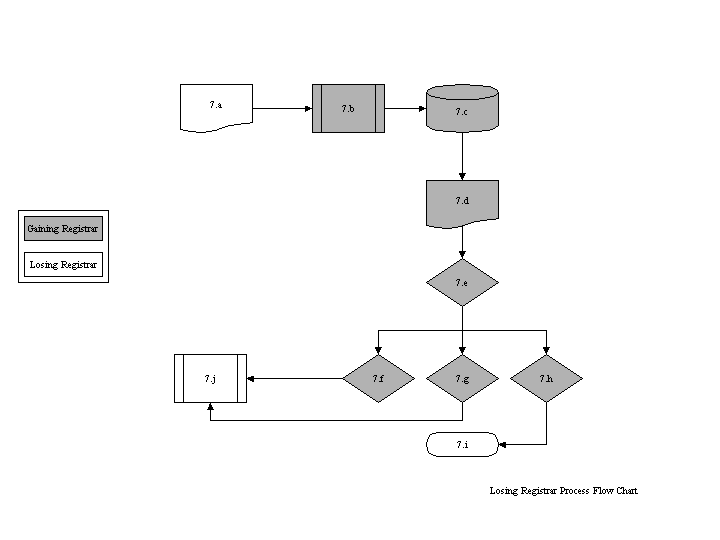 7.a
7.b
7.c
7.d
Gaining Registrar
Losing Registrar
7.e
7.j
7.f
7.g
7.h
7.i
Losing Registrar Process Flow Chart